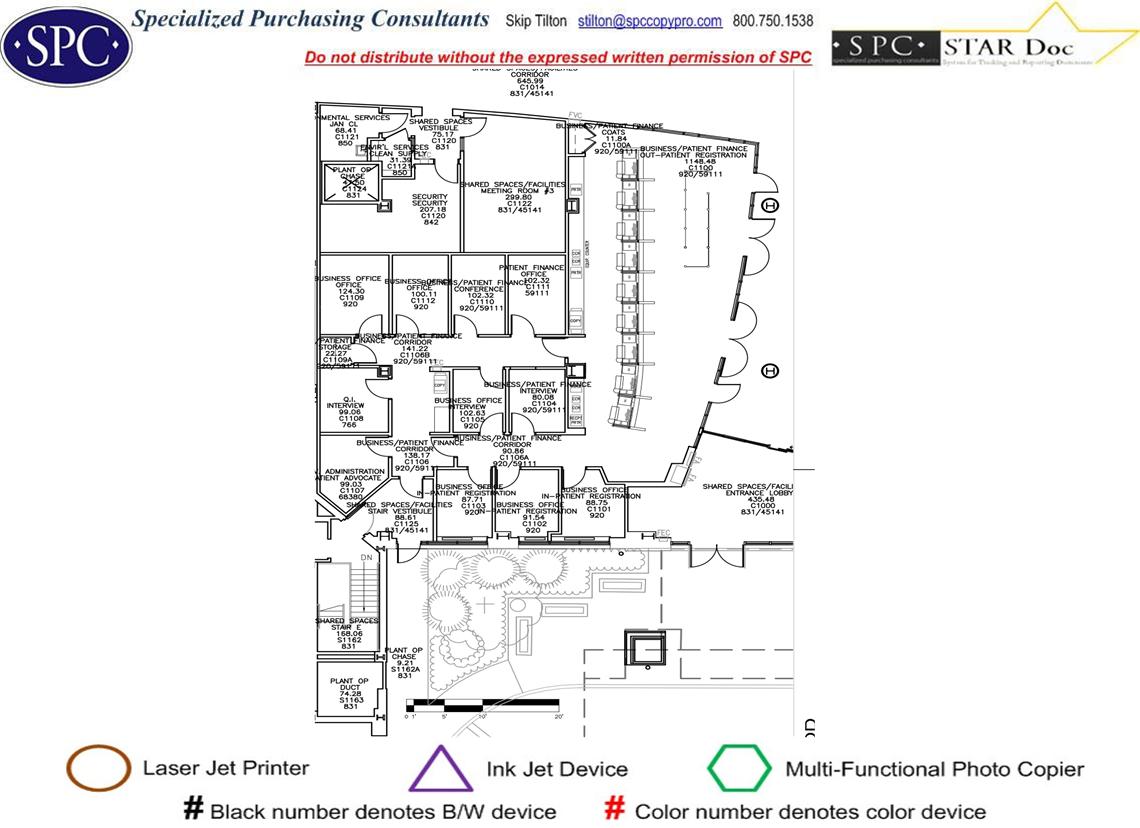 Specialized Purchasing Consultants Skip Tilton stilton@spccopypro.com 800.750.1538
·SPC·
Do not distribute without the expressed written permission of SPC
·SPC· STAR Doc
specialized purchasing consultants System for Tracking and Reporting Documents
CORRIDOR
645.99
C1014
831/45141
JAN CL
68.41
C1121
850
SHARED SPACES
VESTIBULE
75.17
C1120
831
ENVIR'L SERVICES
CLEAN SUPPLY
31.39
C1121A
850
PLANT OP
CHASE
C1124
831
SECURITY
SECURITY
207.18
C1120
842
SHARED SPACES/FACILITIES
MEETING ROOM #3
299.80
C1122
831/45141
FVC
BUSINESS/PATIENT FINANCE
COATS
11.84
C1100A
920/59111
BUSINESS/PATIENT FINANCE
OUT-PATIENT REGISTRATION
1148.48
C1100
920/59111
BUSINESS OFFICE
OFFICE
124.30
C1109
920
BUSINESS OFFICE
OFFICE
100.11
C1112
920
BUSINESS/PATIENT FINANCE
CONFERENCE
102.32
C1110
920/59111
PATIENT FINANCE
OFFICE
102.32
C1111
59111
COPY
BUSINESS/PATIENT FINANCE
CORRIDOR
141.22
C1106B
920/59111
STORAGE
22.27
C1109A
Q.I.
INTERVIEW
99.06
C1108
766
COPY
BUSINESS OFFICE
INTERVIEW
102.63
C1105
920
BUSINESS/PATIENT FINANCE
INTERVIEW
80.08
C1104
920/59111
BUSINESS/PATIENT FINANCE
CORRIDOR
138.17
C1106
920/59111
BUSINESS/PATIENT FINANCE
CORRIDOR
90.86
C1106A
920/59111
ADMINISTRATION
ATIENT ADVOCATE
99.03
C1107
68380
SHARED SPACES/FACILITIES
STAIR VESTIBULE
88.61
C1125
831/45141
BUSINESS OFFICE
IN-PATIENT REGISTRATION
87.71
C1103
920
BUSINESS OFFICE
IN-PATIENT REGISTRATION
91.54
C1102
920
BUSINESS OFFICE
IN-PATIENT REGISTRATION
88.75
C1101
920
SHARED SPACES/FACILI
ENTRANCE LOBBY
435.48
C1000
831/45141
FEC
DN
SHARED SPACES
STAIR E
168.06
S1162
831
PLANT OP
CHASE
9.21
S1162A
831
PLANT OP
DUCT
74.28
S1163
831
0 1' 5' 10' 20'
Laser Jet Printer
Ink Jet Device
Multi-Functional Photo Copier
# Black number denotes B/W device
# Color number denotes color device